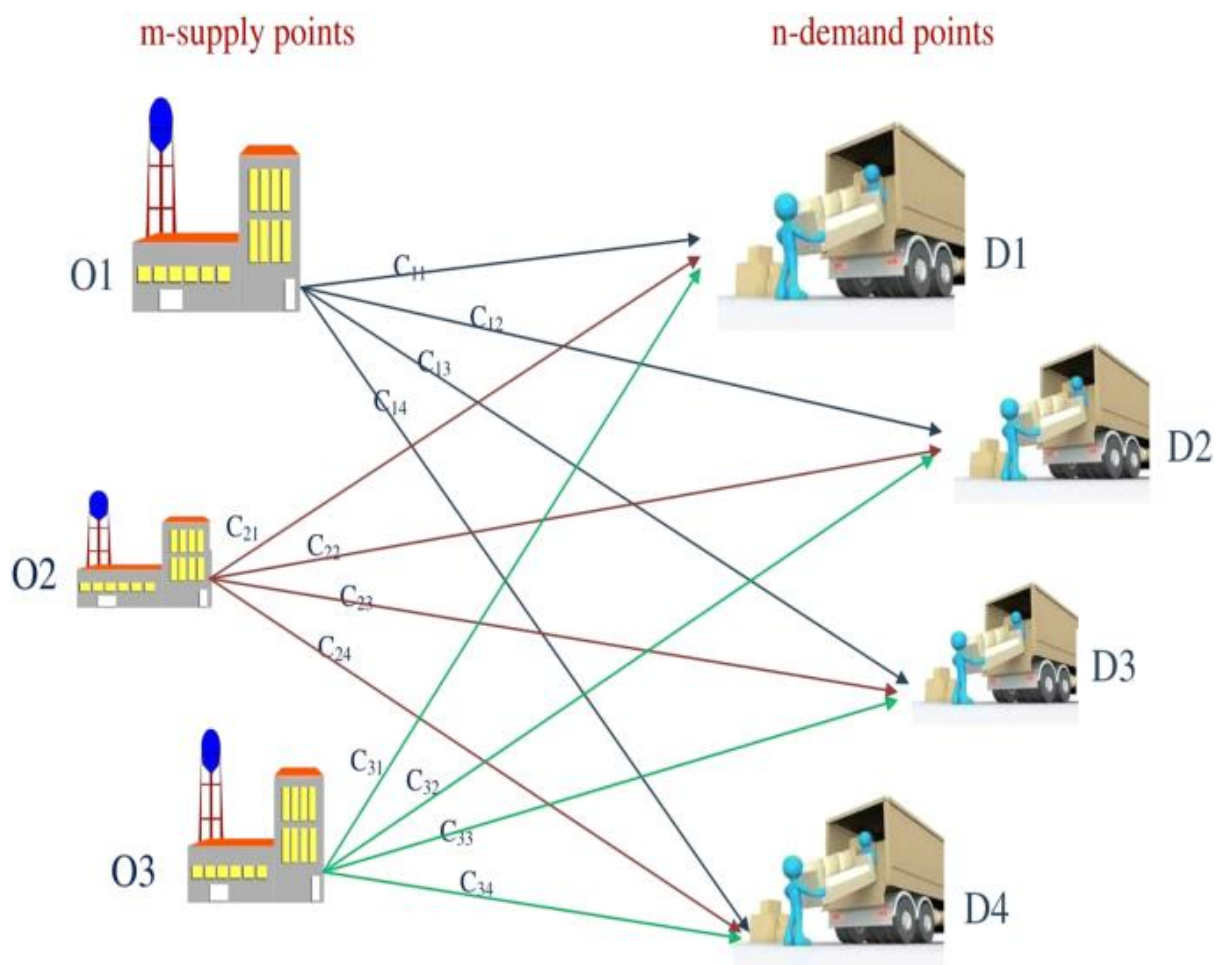 m-supply points
n-demand points
O1
D1
C₁₁
C₁₂
C₁₃
C₁₄
D2
O2
C₂₁
C₂₂
C₂₃
C₂₄
D3
O3
C₃₁
C₃₂
C₃₃
C₃₄
D4